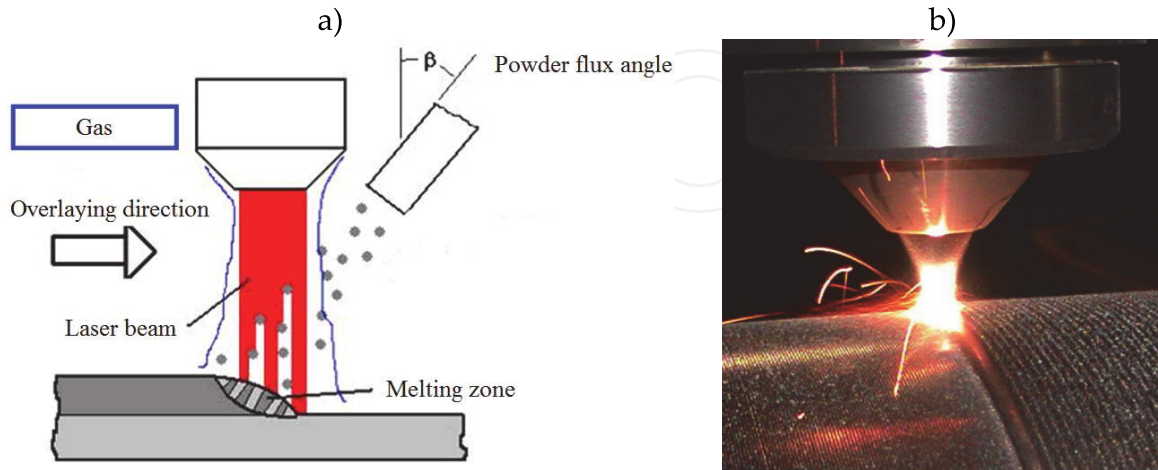 a)
b)
β
Powder flux angle
Gas
Overlaying direction
Laser beam
Melting zone